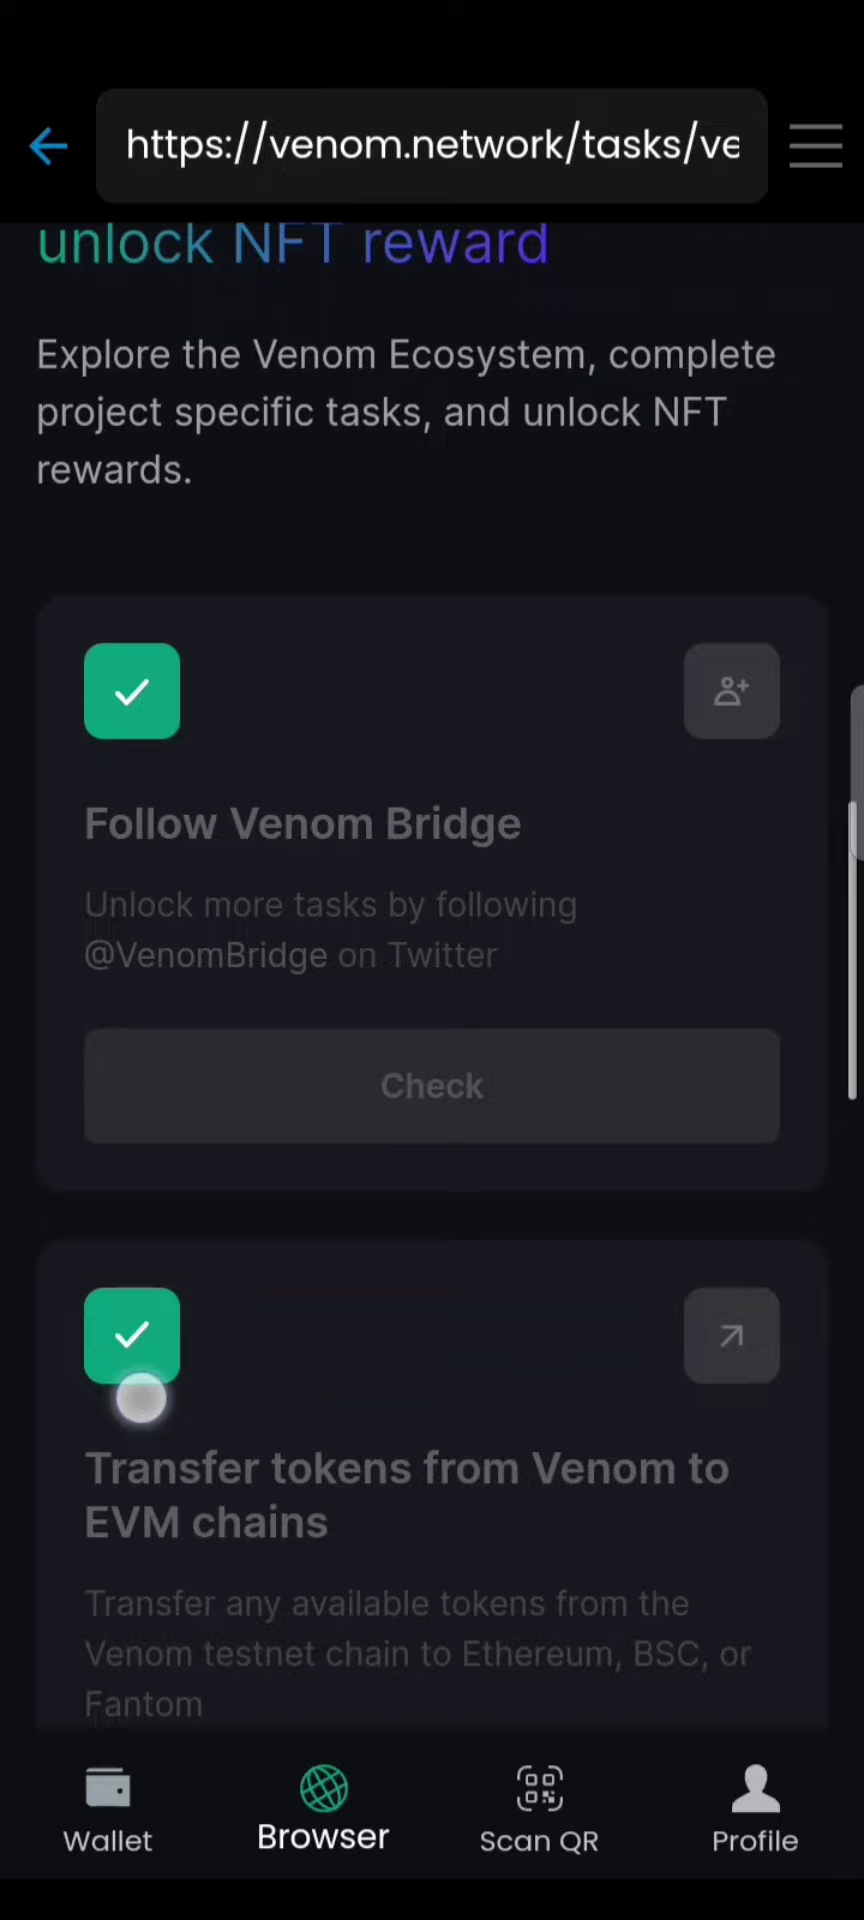 https://venom.network/tasks/ve
unlock NFT reward
Explore the Venom Ecosystem, complete
project specific tasks, and unlock NFT
rewards.
Follow Venom Bridge
Unlock more tasks by following
@VenomBridge on Twitter
Check
Transfer tokens from Venom to
EVM chains
Transfer any available tokens from the
Venom testnet chain to Ethereum, BSC, or
Fantom
Wallet
Browser
Scan QR
Profile